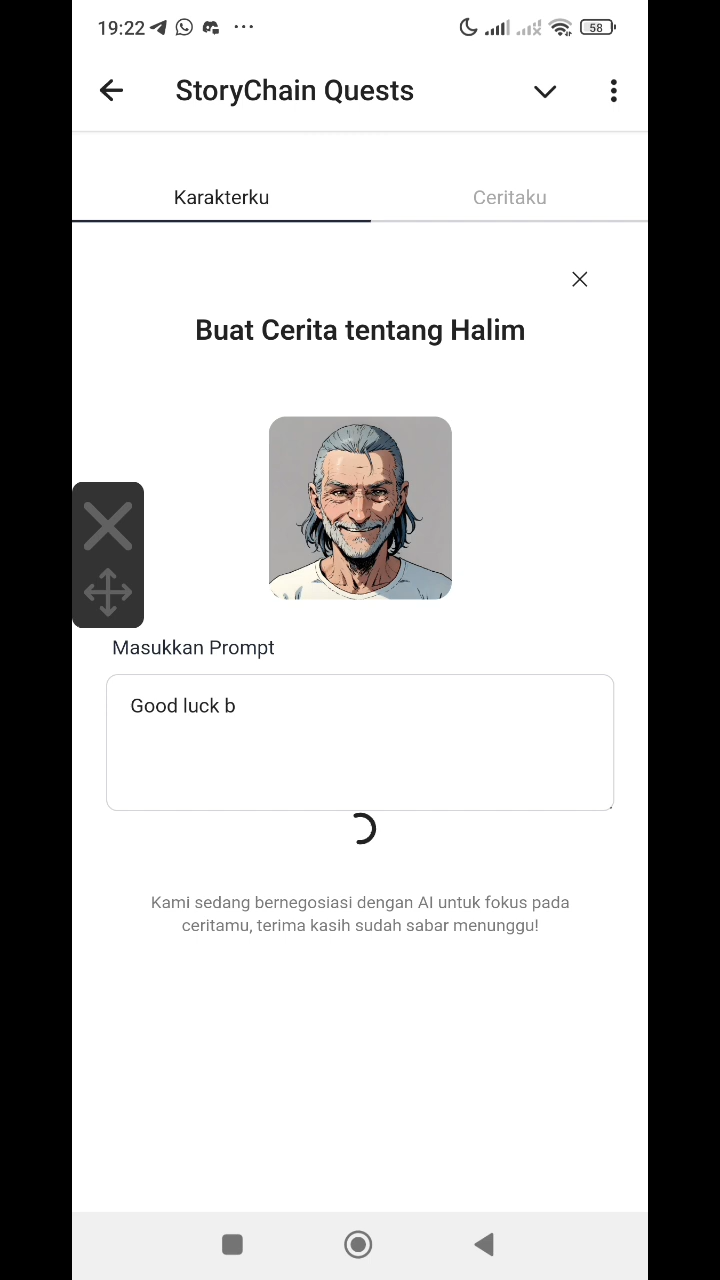 19:22
58
StoryChain Quests
Karakterku
Ceritaku
Buat Cerita tentang Halim
Masukkan Prompt
Good luck b
Kami sedang bernegosiasi dengan AI untuk fokus pada
ceritamu, terima kasih sudah sabar menunggu!